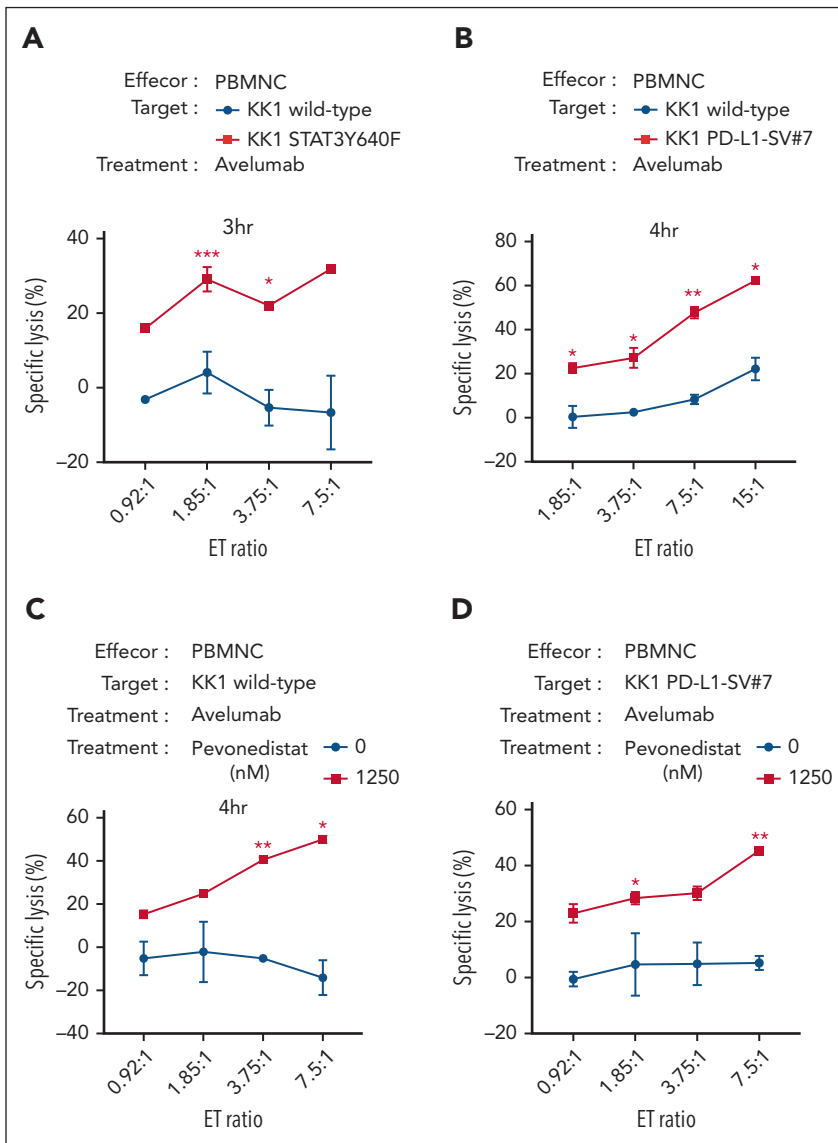 A
Effecor : PBMNC
Target : KK1 wild-type
KK1 STAT3Y640F
Treatment : Avelumab
3hr
***
*
Specific lysis (%)
40
20
0
–20
0.92:1
1.85:1
3.75:1
7.5:1
ET ratio
B
Effecor : PBMNC
Target : KK1 wild-type
KK1 PD-L1-SV#7
Treatment : Avelumab
4hr
*
*
**
*
Specific lysis (%)
80
60
40
20
0
–20
1.85:1
3.75:1
7.5:1
15:1
ET ratio
C
Effecor : PBMNC
Target : KK1 wild-type
Treatment : Avelumab
Treatment : Pevonedistat 0
(nM) 1250
4hr
**
*
Specific lysis (%)
60
40
20
0
–20
–40
0.92:1
1.85:1
3.75:1
7.5:1
ET ratio
D
Effecor : PBMNC
Target : KK1 PD-L1-SV#7
Treatment : Avelumab
Treatment : Pevonedistat 0
(nM) 1250
*
**
Specific lysis (%)
60
40
20
0
–20
0.92:1
1.85:1
3.75:1
7.5:1
ET ratio